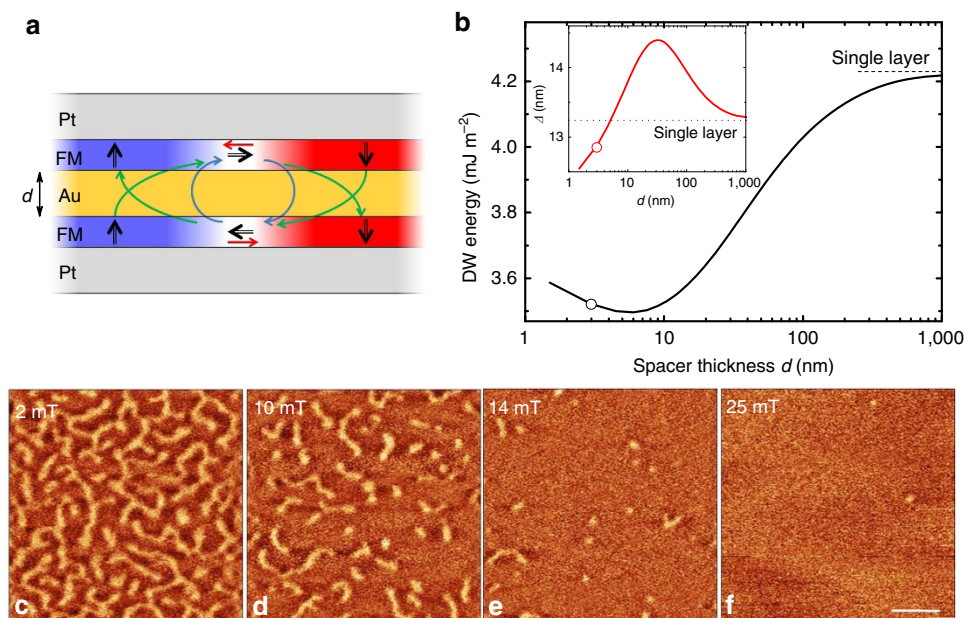 a
Pt
FM
d
Au
FM
Pt
b
DW energy (mJ m⁻²)
4.2
4.0
3.8
3.6
1
10
100
1,000
Spacer thickness d (nm)
Single layer
Δ (nm)
14
13
1
10
100
1,000
d (nm)
Single layer
2 mT
c
10 mT
d
14 mT
e
25 mT
f